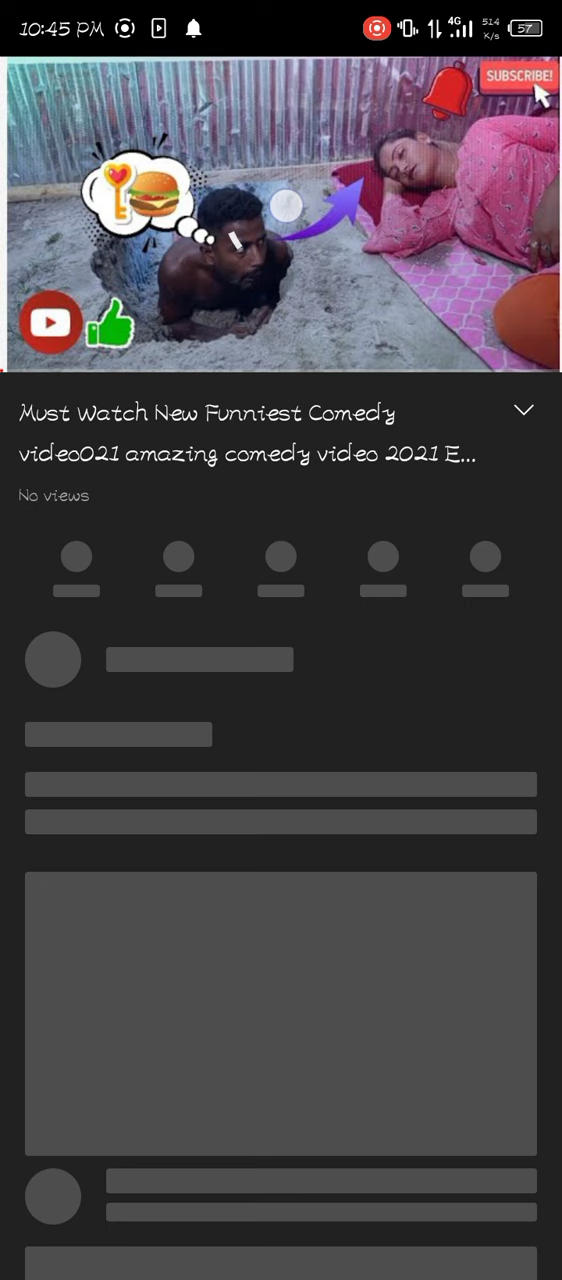 10:45 PM
4G
514
K/s
57
SUBSCRIBE!
Must Watch New Funniest Comedy
video021 amazing comedy video 2021 E...
No views